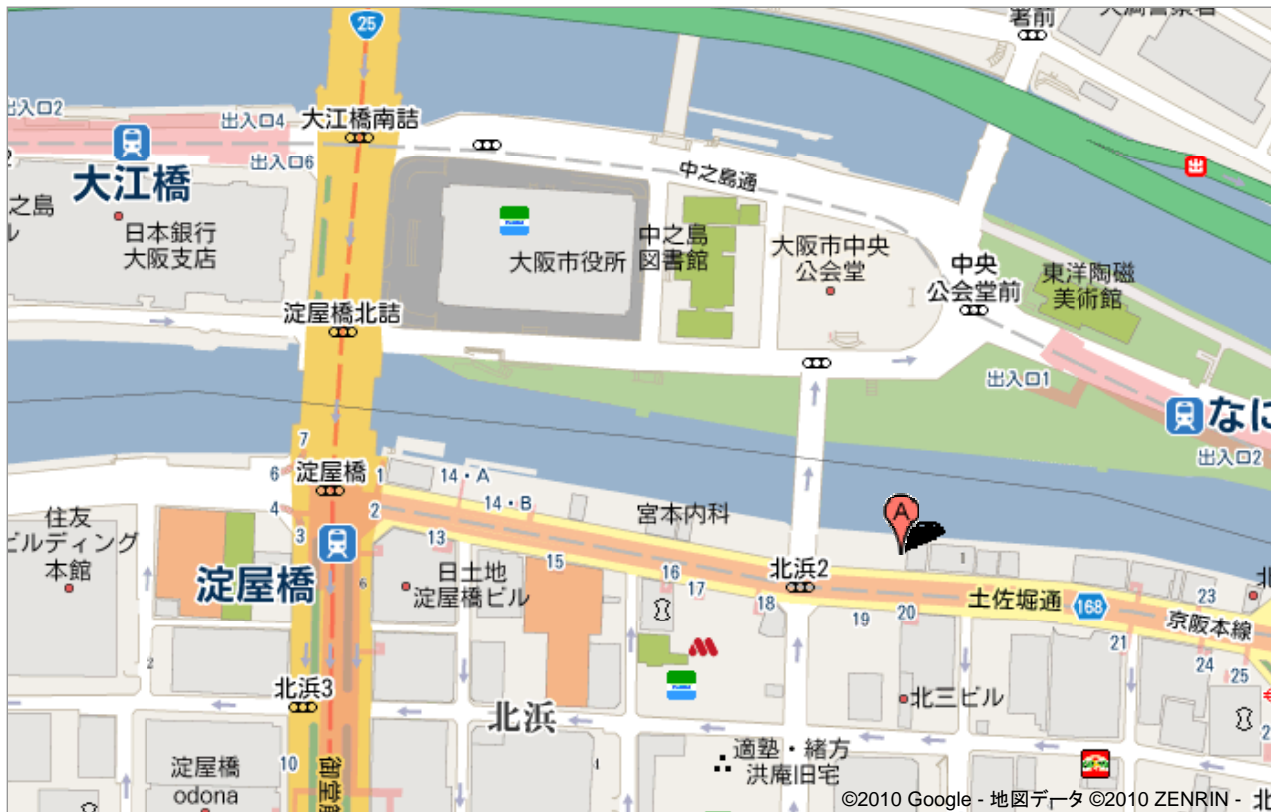 25
署前
出入口2
出入口4
大江橋南詰
出入口6
大江橋
中之島通
之島
ル
日本銀行
大阪支店
大阪市役所
中之島
図書館
大阪市中央
公会堂
中央
公会堂前
東洋陶磁
美術館
淀屋橋北詰
出入口1
なに
出入口2
7
6
淀屋橋
1
14・A
14・B
4
2
3
13
15
宮本内科
A
1
住友
ビルディング
本館
淀屋橋
6
日土地
淀屋橋ビル
16
17
18
北浜2
19
20
土佐堀通
168
21
23
京阪本線
24
25
北
2
北浜3
北浜
北三ビル
2
10
御堂筋
淀屋橋
odona
4
適塾・緒方
洪庵旧宅
©2010 Google - 地図データ ©2010 ZENRIN -
北